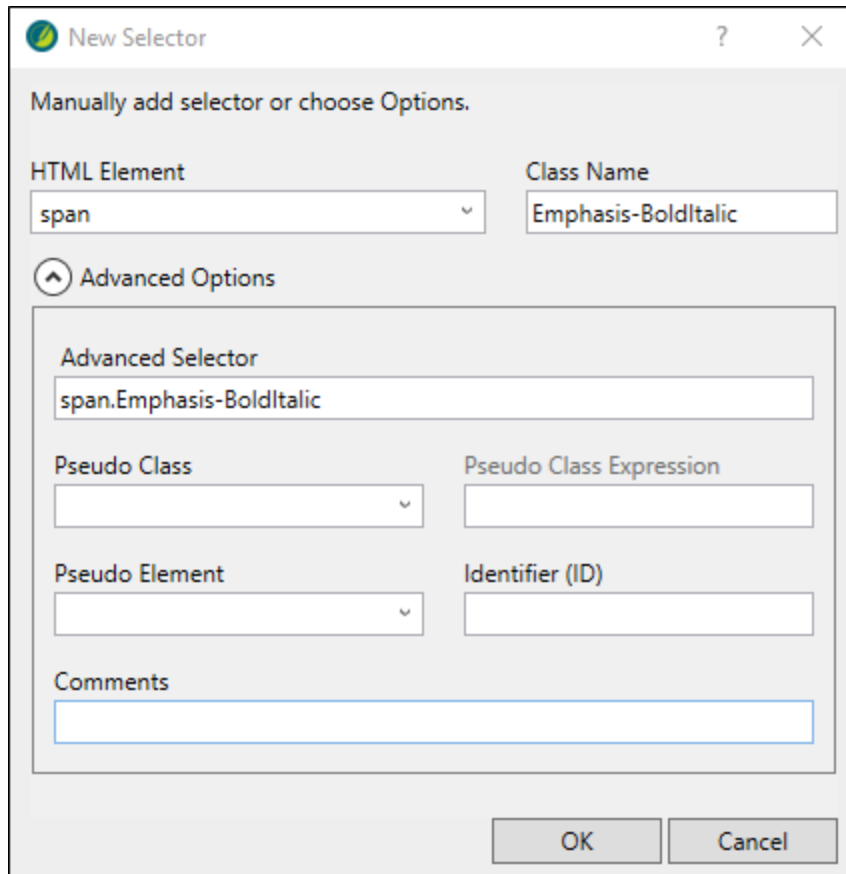 New Selector
?
Manually add selector or choose Options.
HTML Element Class Name
span Emphasis-BoldItalic
Advanced Options
Advanced Selector
span.Emphasis-BoldItalic
Pseudo Class Pseudo Class Expression
Pseudo Element Identifier (ID)
Comments
OK Cancel